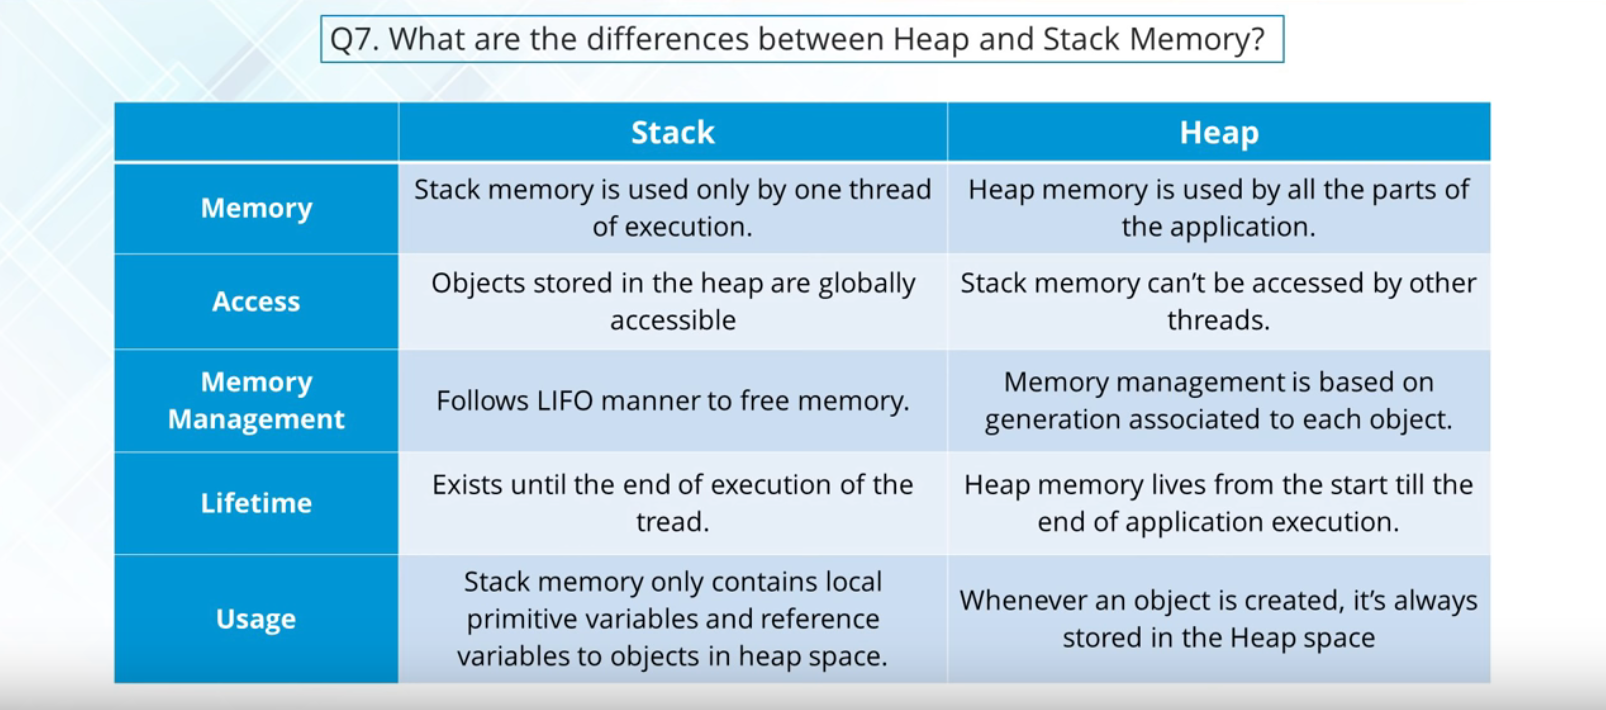 Q7. What are the differences between Heap and Stack Memory?
Stack
Heap
Memory
Stack memory is used only by one thread
of execution.
Heap memory is used by all the parts of
the application.
Access
Objects stored in the heap are globally
accessible
Stack memory can’t be accessed by other
threads.
Memory
Management
Follows LIFO manner to free memory.
Memory management is based on
generation associated to each object.
Lifetime
Exists until the end of execution of the
tread.
Heap memory lives from the start till the
end of application execution.
Usage
Stack memory only contains local
primitive variables and reference
variables to objects in heap space.
Whenever an object is created, it’s always
stored in the Heap space